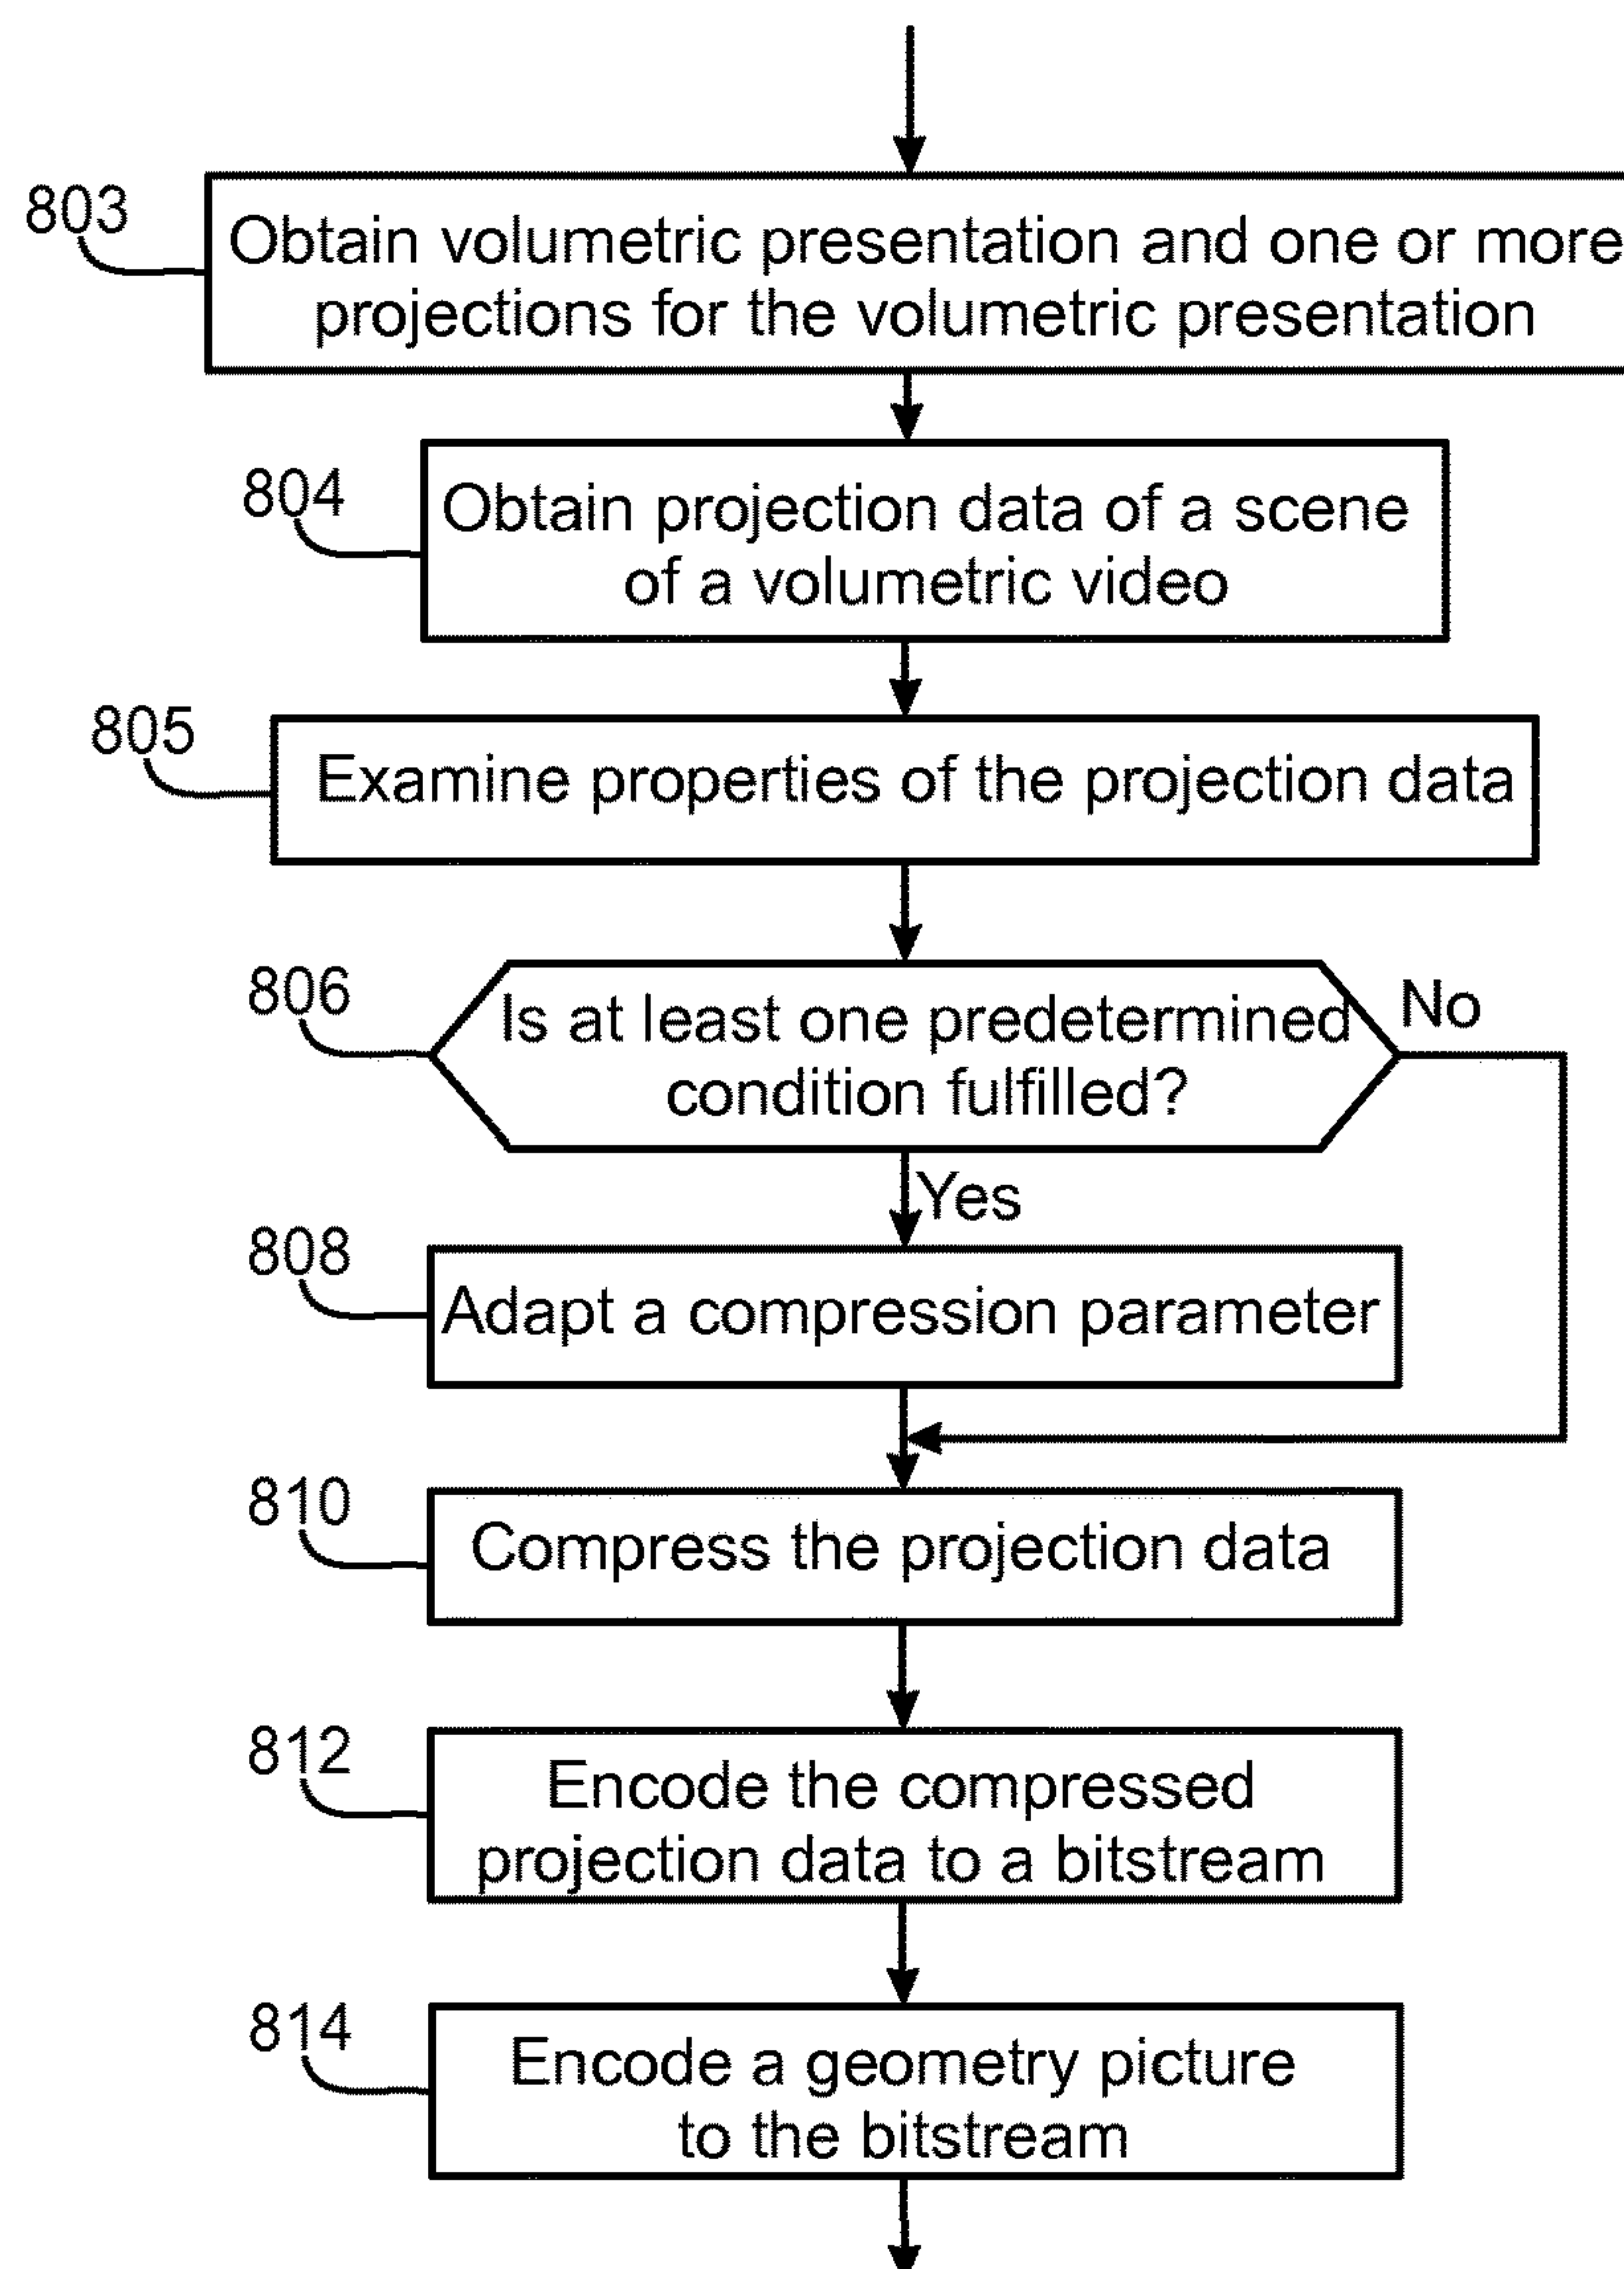 803
Obtain volumetric presentation and one or more
projections for the volumetric presentation
804
Obtain projection data of a scene
of a volumetric video
805
Examine properties of the projection data
806
Is at least one predetermined
condition fulfilled?
No
Yes
808
Adapt a compression parameter
810
Compress the projection data
812
Encode the compressed
projection data to a bitstream
814
Encode a geometry picture
to the bitstream